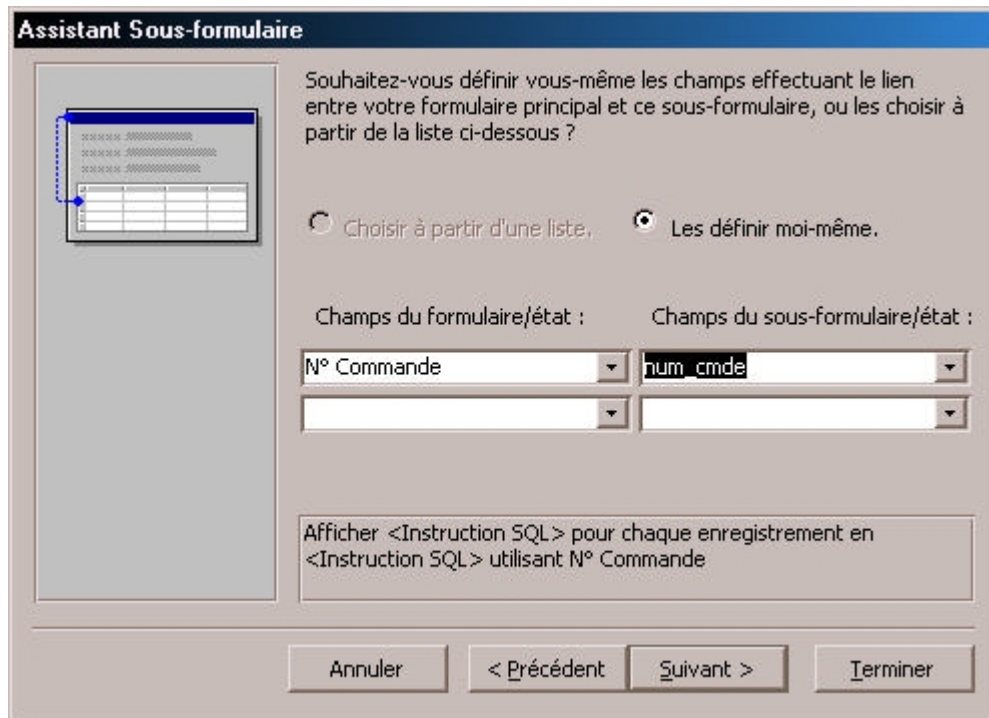 Assistant Sous-formulaire
Souhaitez-vous définir vous-même les champs effectuant le lien
entre votre formulaire principal et ce sous-formulaire, ou les choisir à
partir de la liste ci-dessous ?
Choisir à partir d'une liste. Les définir moi-même.
Champs du formulaire/état : Champs du sous-formulaire/état :
N° Commande num_cmde
Afficher <Instruction SQL> pour chaque enregistrement en
<Instruction SQL> utilisant N° Commande
Annuler < Précédent Suivant > Terminer